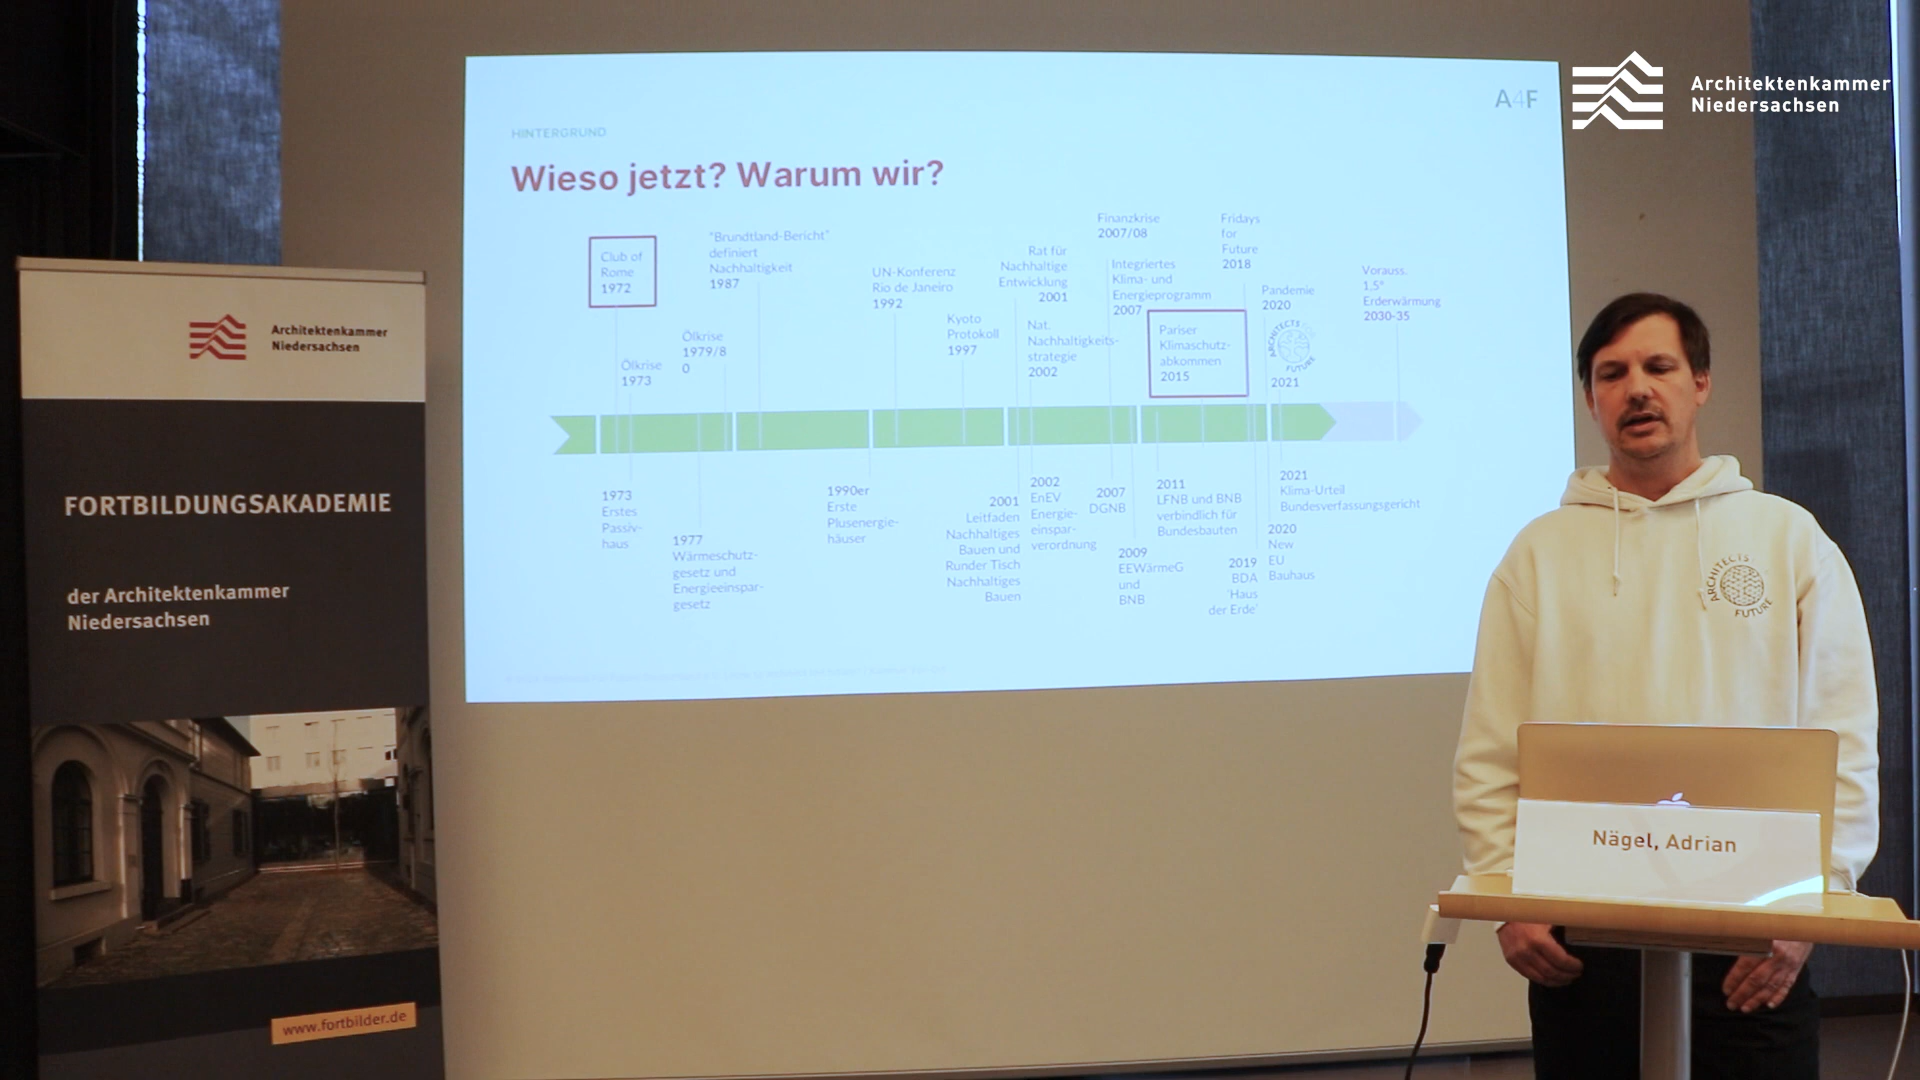 Architektenkammer
Niedersachsen
A4F
HINTERGRUND
Wieso jetzt? Warum wir?
Club of
Rome
1972
Ölkrise
1973
Ölkrise
1979/8
0
"Brundtland-Bericht"
definiert
Nachhaltigkeit
1987
UN-Konferenz
Rio de Janeiro
1992
Kyoto
Protokoll
1997
Rat für
Nachhaltige
Entwicklung
2001
Nat.
Nachhaltigkeits-
strategie
2002
Finanzkrise
2007/08
Integriertes
Klima- und
Energieprogramm
2007
Pariser
Klimaschutz-
abkommen
2015
Fridays
for
Future
2018
Pandemie
2020
ARCHITECTS
FUTURE
2021
Vorauss.
1.5°
Erderwärmung
2030-35
1973
Erstes
Passiv-
haus
1977
Wärmeschutz-
gesetz und
Energieeinspar-
gesetz
1990er
Erste
Plusenergie-
häuser
2001
Leitfaden
Nachhaltiges
Bauen und
Runder Tisch
Nachhaltiges
Bauen
2002
EnEV
Energie-
einspar-
verordnung
2007
DGNB
2009
EEWärmeG
und
BNB
2011
LFNB und BNB
verbindlich für
Bundesbauten
2019
BDA
'Haus
der Erde'
2020
New
EU
Bauhaus
2021
Klima-Urteil
Bundesverfassungsgericht
Architektenkammer
Niedersachsen
FORTBILDUNGSAKADEMIE
der Architektenkammer
Niedersachsen
www.fortbilder.de
ARCHITECTS
FUTURE
Nägel, Adrian